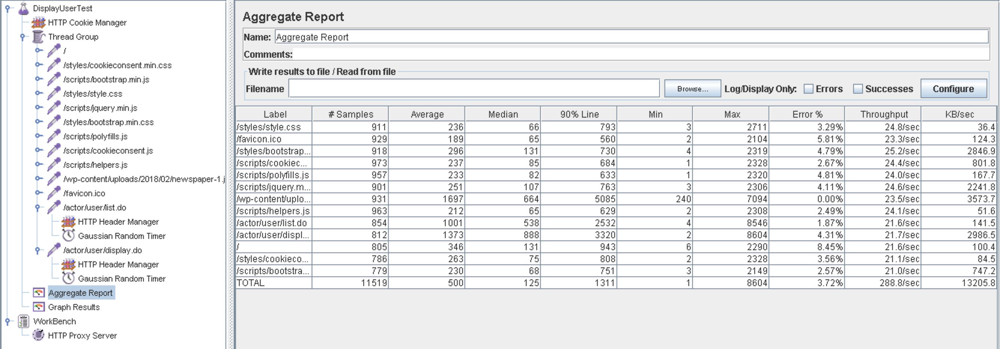 DisplayUserTest
HTTP Cookie Manager
Thread Group
/
/styles/cookieconsent.min.css
/scripts/bootstrap.min.js
/styles/style.css
/scripts/jquery.min.js
/styles/bootstrap.min.css
/scripts/polyfills.js
/scripts/cookieconsent.js
/scripts/helpers.js
/wp-content/uploads/2018/02/newspaper-1.j
/favicon.ico
/actor/user/list.do
HTTP Header Manager
Gaussian Random Timer
/actor/user/display.do
HTTP Header Manager
Gaussian Random Timer
Aggregate Report
Graph Results
WorkBench
HTTP Proxy Server
Aggregate Report
Name: Aggregate Report
Comments:
Write results to file / Read from file
Filename Browse... Log/Display Only: Errors Successes Configure
Label # Samples Average Median 90% Line Min Max Error % Throughput KB/sec
/styles/style.css 911 236 66 793 3 2711 3.29% 24.8/sec 36.4
/favicon.ico 929 189 65 560 2 2104 5.81% 23.3/sec 124.3
/styles/bootstrap... 918 296 131 730 4 2319 4.79% 25.2/sec 2846.9
/scripts/cookiec... 973 237 85 684 1 2328 2.67% 24.4/sec 801.8
/scripts/polyfills.js 957 233 82 633 1 2320 4.81% 24.0/sec 167.7
/scripts/jquery.m... 901 251 107 763 3 2306 4.11% 24.6/sec 2241.8
/wp-content/uplo... 931 1697 664 5085 240 7094 0.00% 23.5/sec 3573.7
/scripts/helpers.js 963 212 65 629 2 2308 2.49% 24.1/sec 51.6
/actor/user/list.do 854 1001 538 2532 4 8546 1.87% 21.6/sec 141.5
/actor/user/displ... 812 1373 888 3320 2 8604 4.31% 21.7/sec 2986.5
/ 805 346 131 943 6 2290 8.45% 21.6/sec 100.4
/styles/cookieco... 786 263 75 808 2 2328 3.56% 21.1/sec 84.5
/scripts/bootstra... 779 230 68 751 3 2149 2.57% 21.0/sec 747.2
TOTAL 11519 500 125 1311 1 8604 3.72% 288.8/sec 13205.8